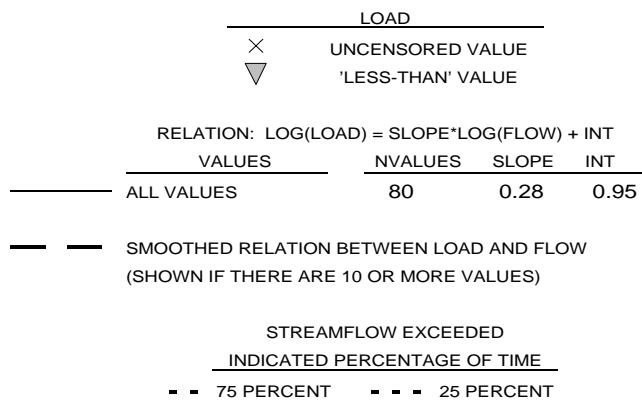 LOAD
UNCENSORED VALUE
'LESS-THAN' VALUE
RELATION: LOG(LOAD) = SLOPE*LOG(FLOW) + INT
VALUES NVALUES SLOPE INT
ALL VALUES 80 0.28 0.95
SMOOTHED RELATION BETWEEN LOAD AND FLOW
(SHOWN IF THERE ARE 10 OR MORE VALUES)
STREAMFLOW EXCEEDED
INDICATED PERCENTAGE OF TIME
75 PERCENT 25 PERCENT